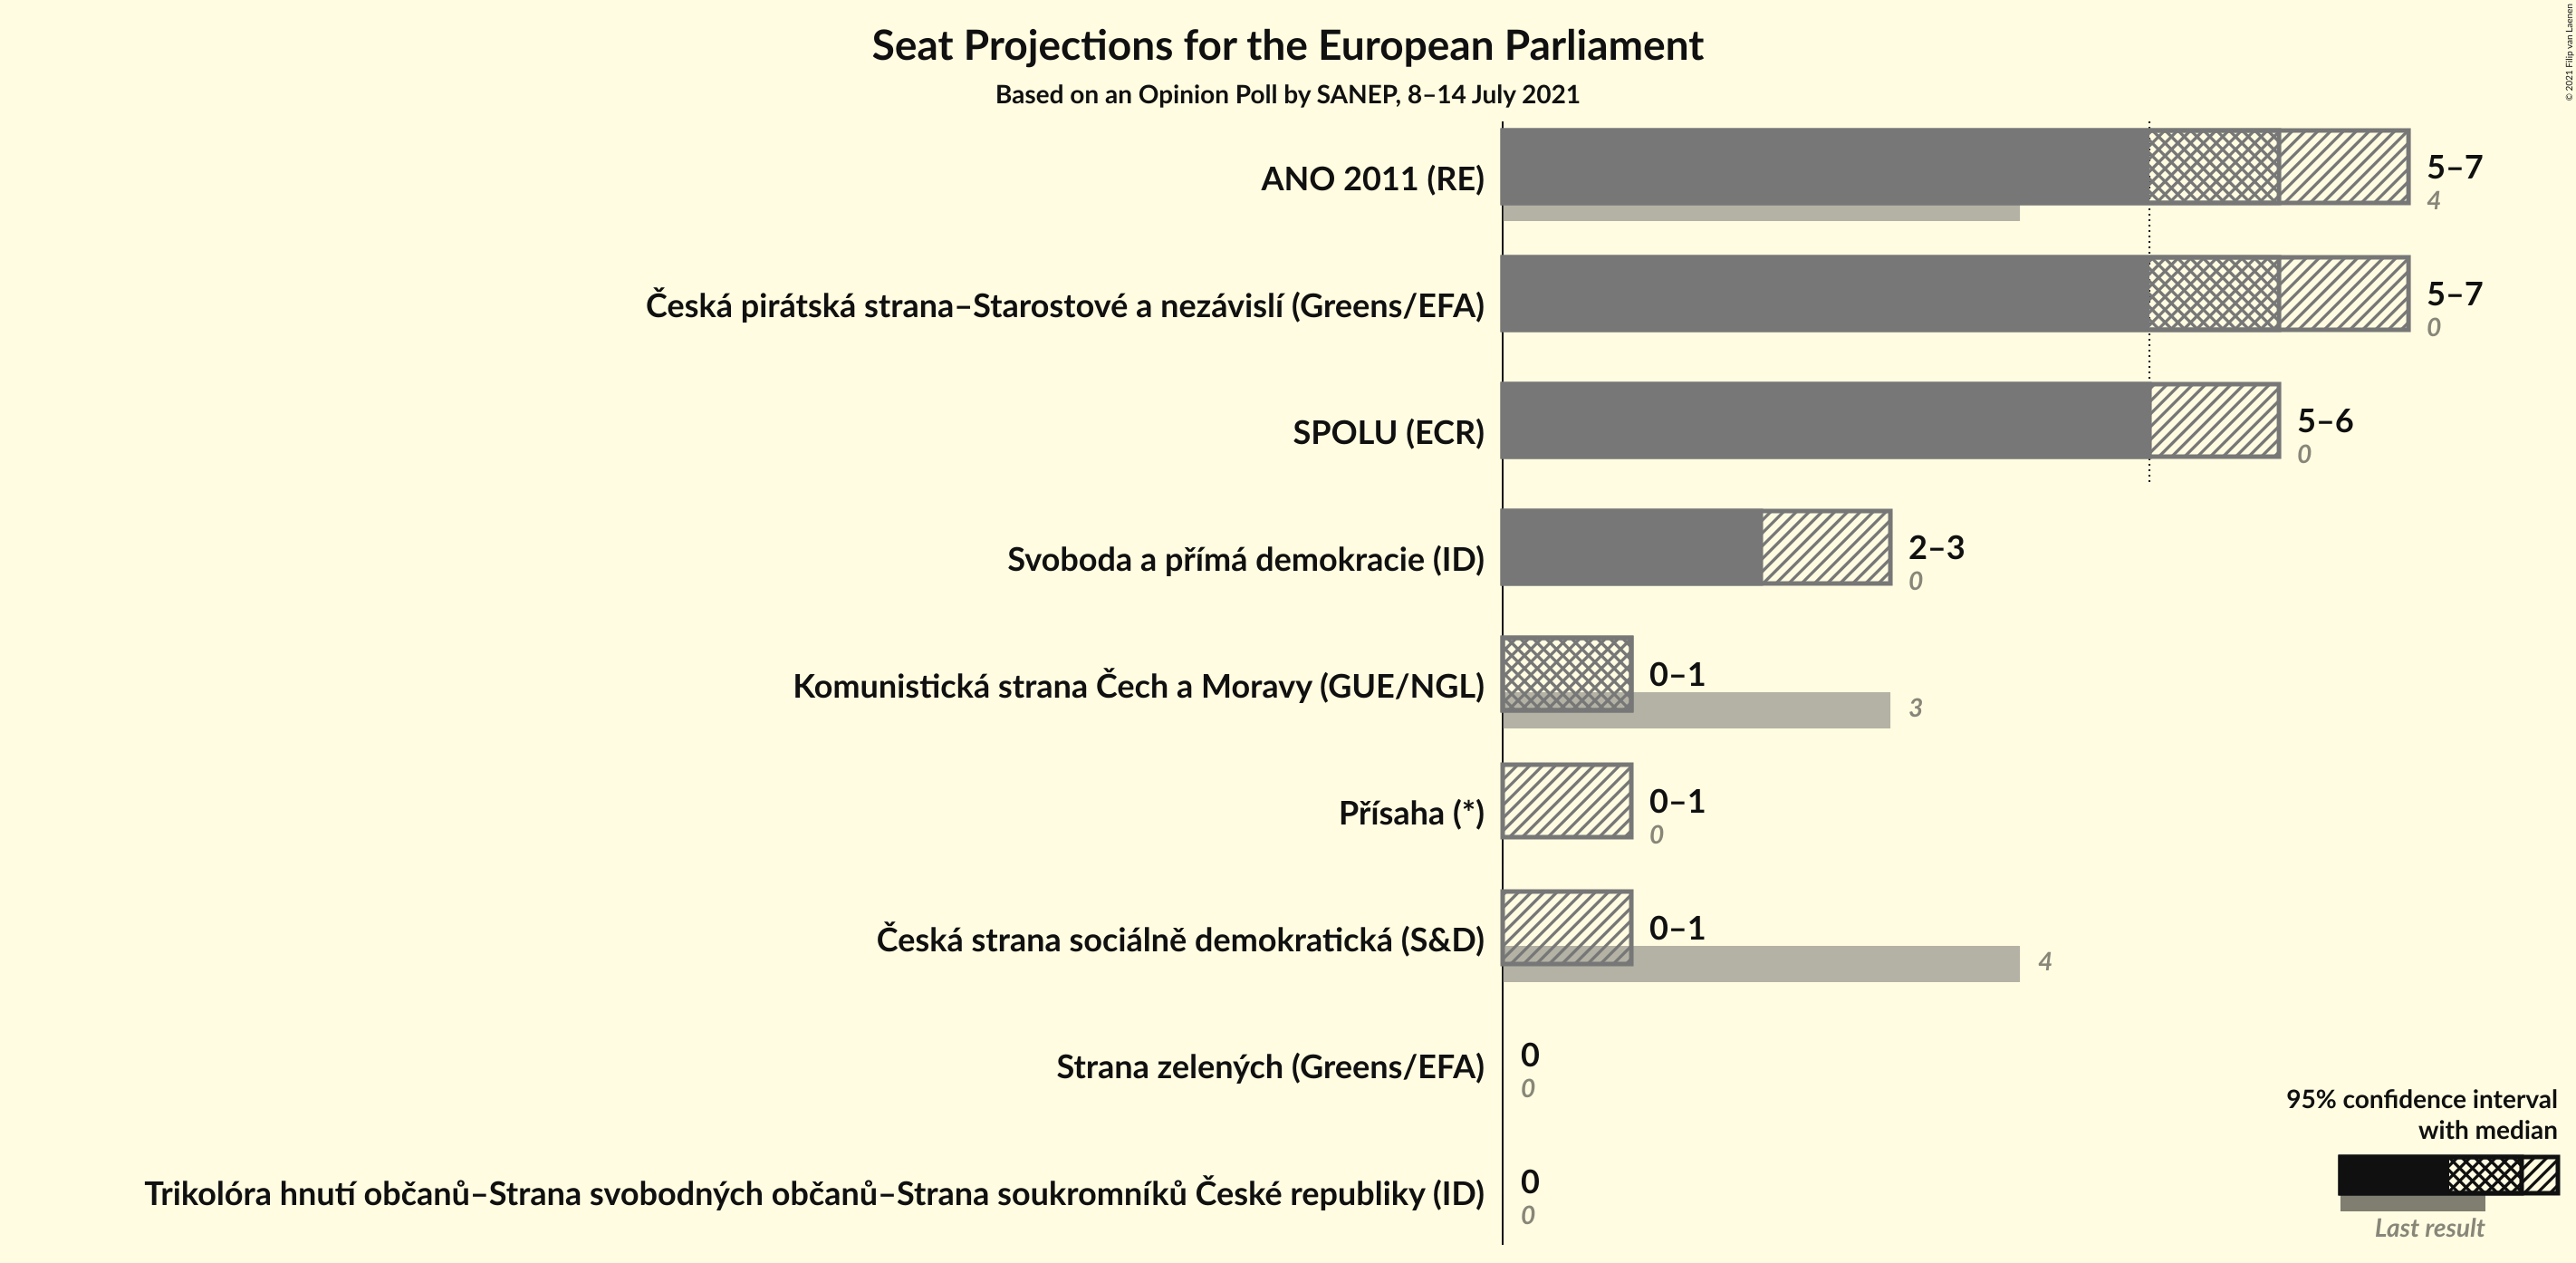 Seat Projections for the European Parliament
Based on an Opinion Poll by SANEP, 8–14 July 2021
© 2021 Filip van Laenen
ANO 2011 (RE)
5–7
4
Česká pirátská strana–Starostové a nezávislí (Greens/EFA)
5–7
0
SPOLU (ECR)
5–6
0
Svoboda a přímá demokracie (ID)
2–3
0
Komunistická strana Čech a Moravy (GUE/NGL)
0–1
3
Přísaha (*)
0–1
0
Česká strana sociálně demokratická (S&D)
0–1
4
Strana zelených (Greens/EFA)
0
0
Trikolóra hnutí občanů–Strana svobodných občanů–Strana soukromníků České republiky (ID)
0
0
95% confidence interval
with median
Last result